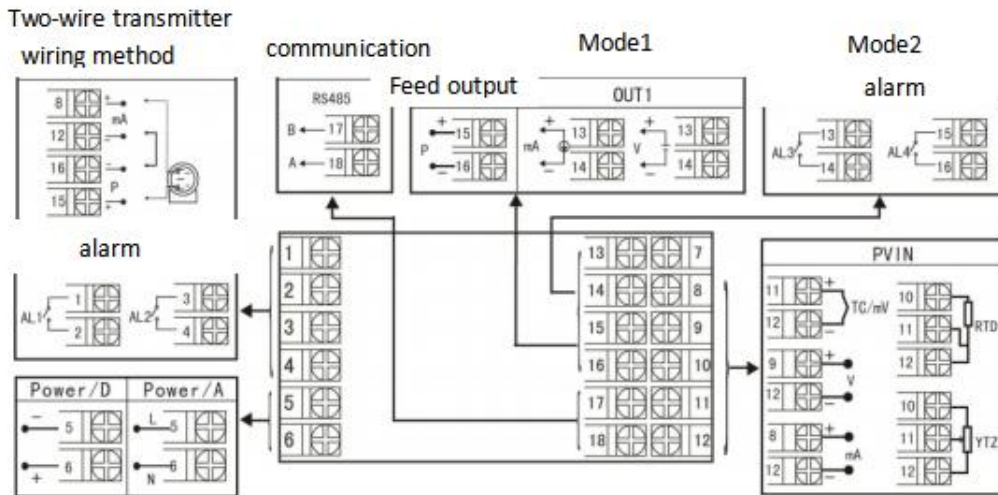 Two-wire transmitter
wiring method
8 + mA
12 -
16 - P
15 +
communication
RS485
B 17
A 18
Feed output
Mode1
OUT1
+ P - 15 16
+ mA - 13 14
+ V - 13 14
Mode2
alarm
AL3 13 14
AL4 15 16
alarm
AL1 1 2
AL2 3 4
Power/D Power/A
- 5 L 5
+ 6 N 6
1 13 7
2 14 8
3 15 9
4 16 10
5 17 11
6 18 12
PVIN
11 + TC/mV
12 -
9 + V
12 -
8 + mA
12 -
10 RTD
11
12
10
11 YTZ
12